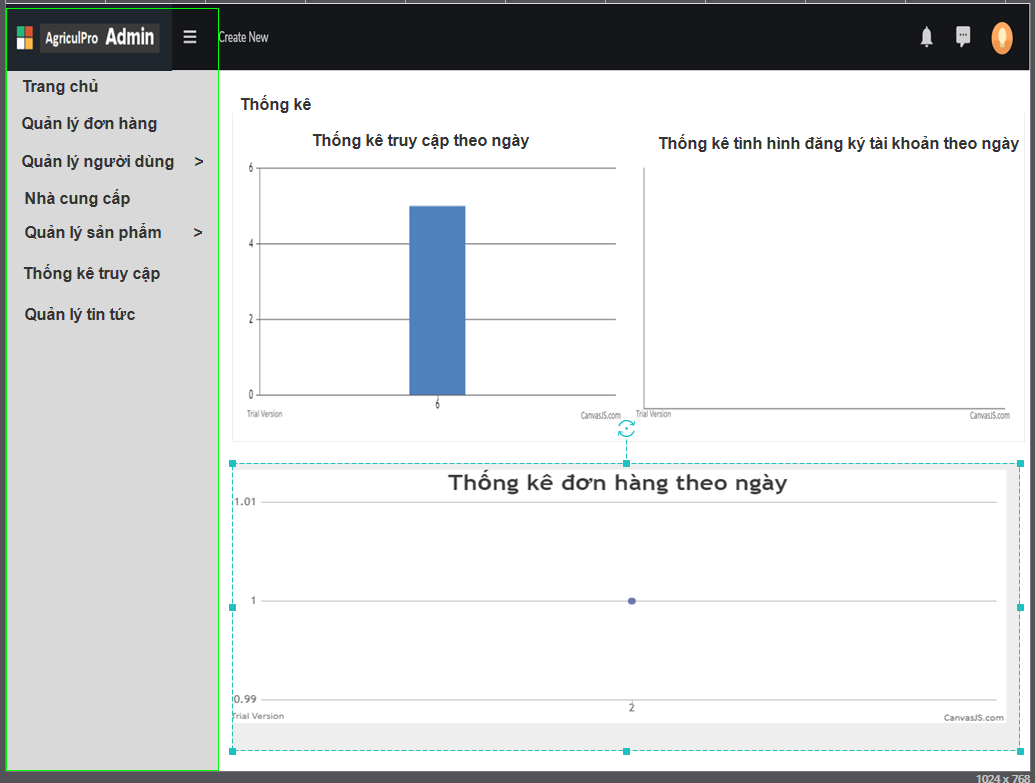 AgriculPro Admin
☰
Create New
Trang chủ
Quản lý đơn hàng
Quản lý người dùng >
Nhà cung cấp
Quản lý sản phẩm >
Thống kê truy cập
Quản lý tin tức
Thống kê
Thống kê truy cập theo ngày
6
4
2
0
6
Trial Version
CanvasJS.com
Thống kê tình hình đăng ký tài khoản theo ngày
Trial Version
CanvasJS.com
Thống kê đơn hàng theo ngày
1.01
1
0.99
2
Trial Version
CanvasJS.com
1024 x 768